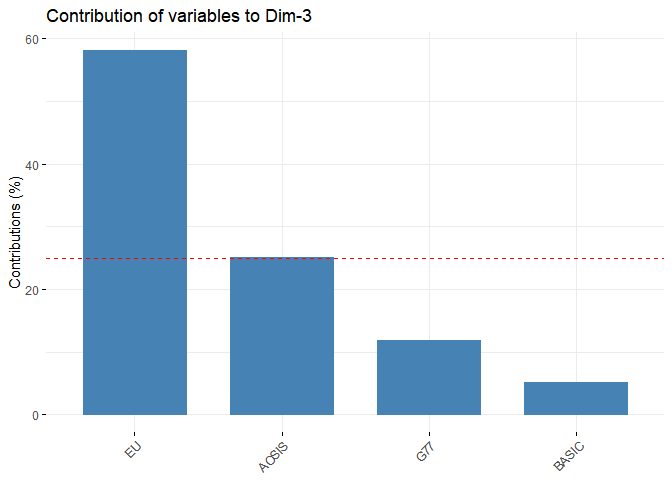 Contribution of variables to Dim-3
Contributions (%)
60
40
20
0
EU
AOSIS
G77
BASIC